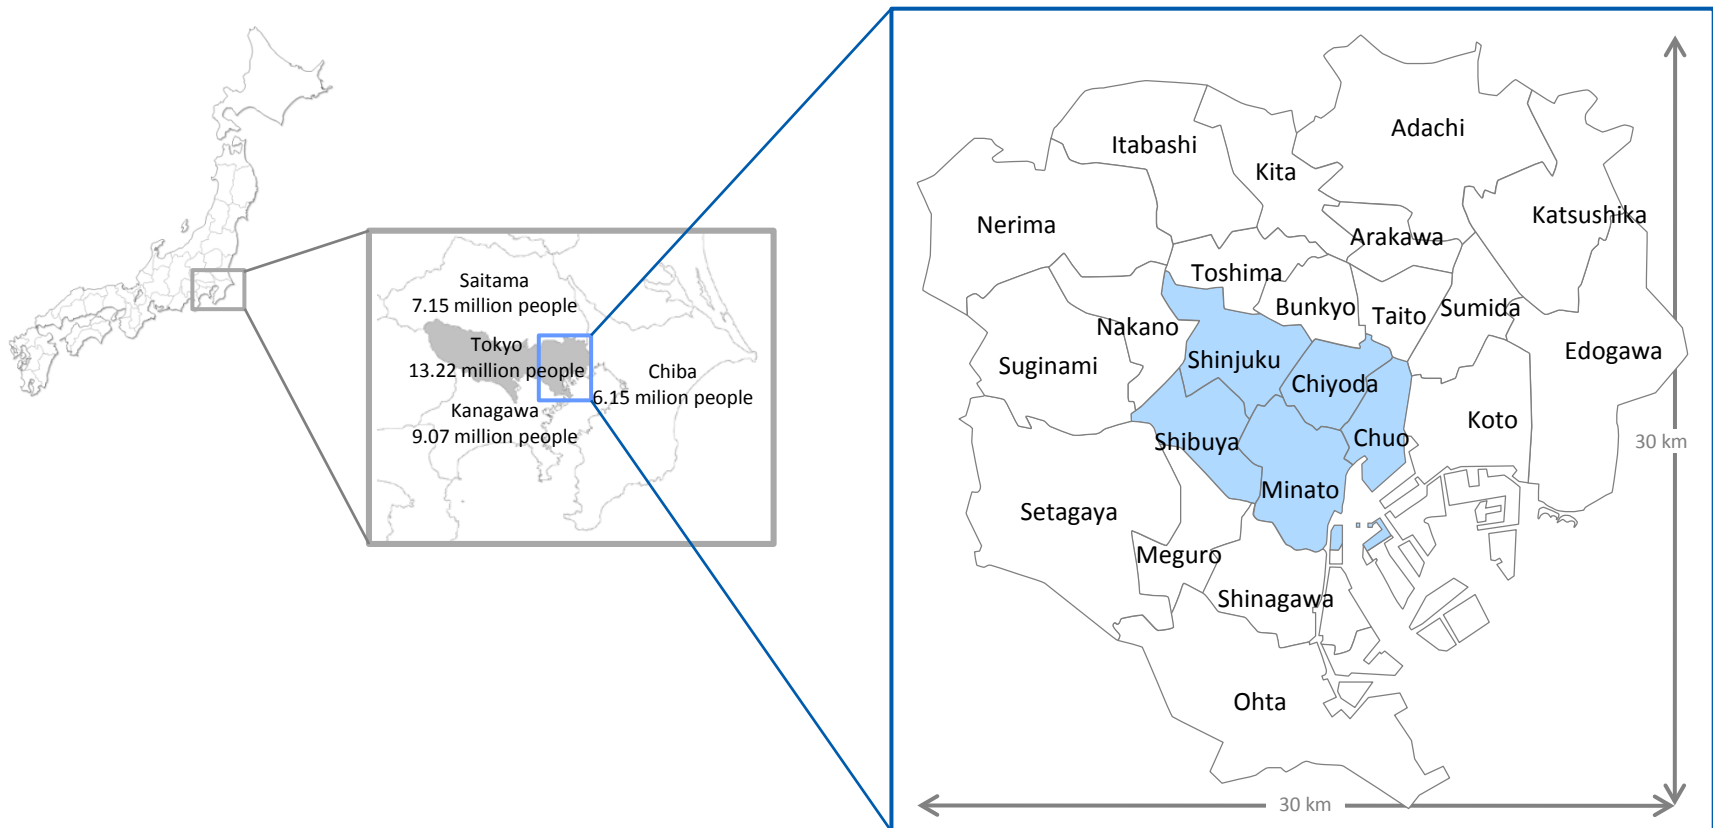 Saitama
7.15 million people
Tokyo
13.22 million people
Chiba
6.15 milion people
Kanagawa
9.07 million people
Adachi
Itabashi
Kita
Katsushika
Nerima
Arakawa
Toshima
Bunkyo
Taito
Sumida
Nakano
Edogawa
Suginami
Shinjuku
Chiyoda
Koto
Shibuya
Chuo
30 km
Minato
Setagaya
Meguro
Shinagawa
Ohta
30 km